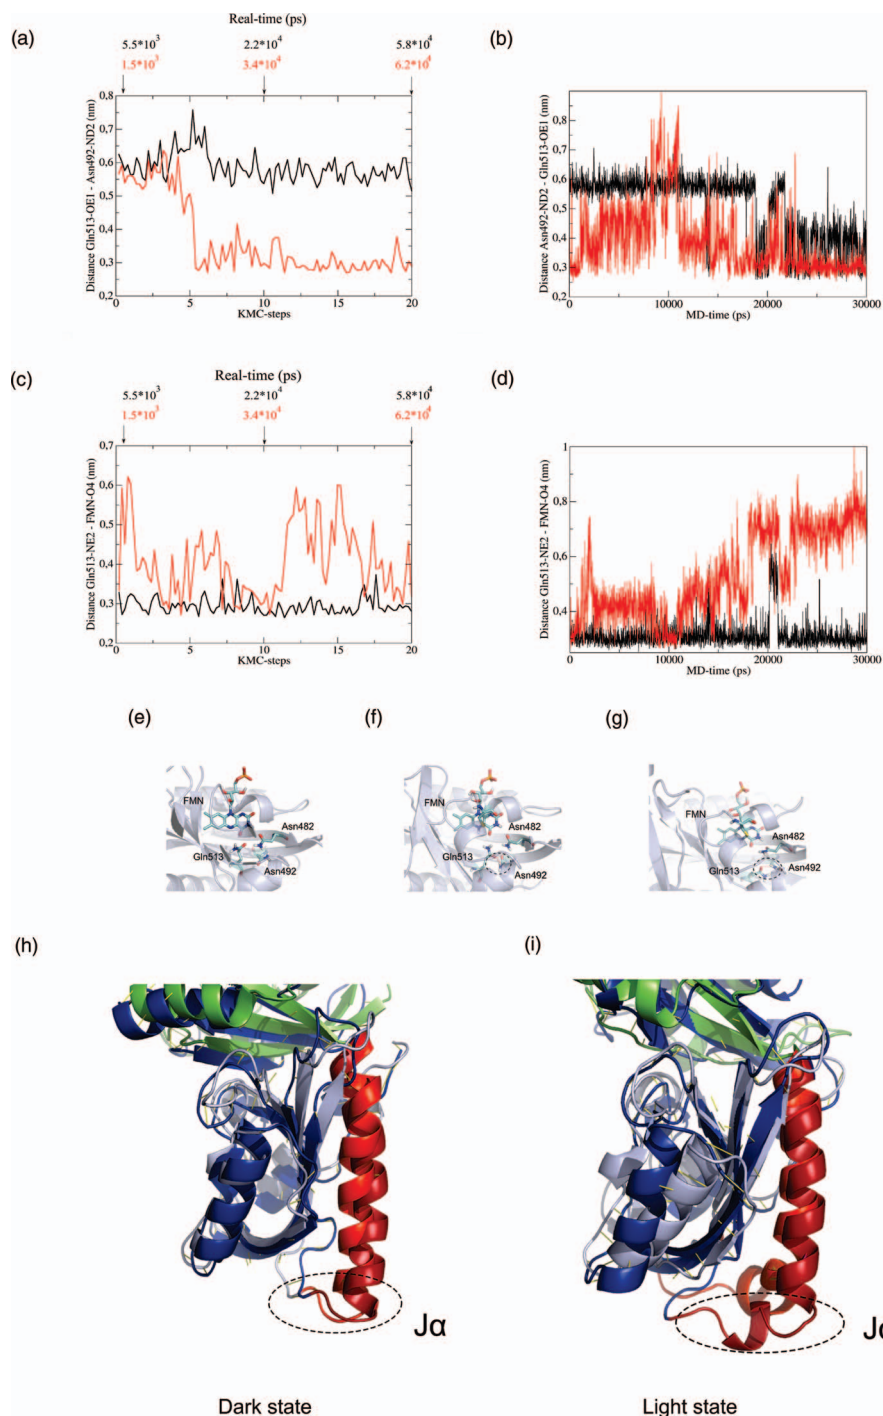 (a)
Real-time (ps)
5.5*10³ 2.2*10⁴ 5.8*10⁴
1.5*10³ 3.4*10⁴ 6.2*10⁴
Distance Gln513-OE1 - Asn492-ND2 (nm)
0,8
0,7
0,6
0,5
0,4
0,3
0,2
0 5 10 15 20
KMC-steps
(b)
Distance Asn492-ND2 - Gln513-OE1 (nm)
0,9
0,8
0,7
0,6
0,5
0,4
0,3
0,2
0 10000 20000 30000
MD-time (ps)
(c)
Real-time (ps)
5.5*10³ 2.2*10⁴ 5.8*10⁴
1.5*10³ 3.4*10⁴ 6.2*10⁴
Distance Gln513-NE2 - FMN-O4 (nm)
0,7
0,6
0,5
0,4
0,3
0,2
0 5 10 15 20
KMC-steps
(d)
Distance Gln513-NE2 - FMN-O4 (nm)
1
0,8
0,6
0,4
0 10000 20000 30000
MD-time (ps)
(e)
FMN
Asn482
Gln513
Asn492
(f)
FMN
Asn482
Gln513
Asn492
(g)
FMN
Asn482
Gln513
Asn492
(h)
Jα
Dark state
(i)
Jα
Light state